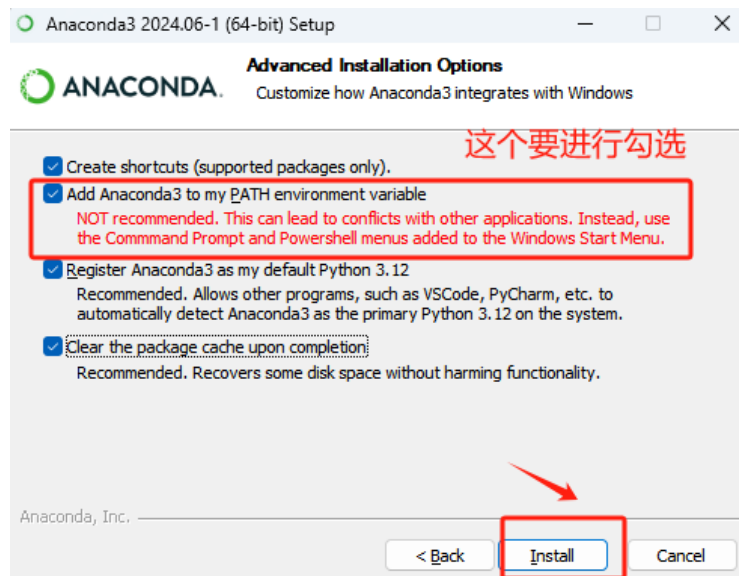 Anaconda3 2024.06-1 (64-bit) Setup
ANACONDA.
Advanced Installation Options
Customize how Anaconda3 integrates with Windows
这个要进行勾选
Create shortcuts (supported packages only).
Add Anaconda3 to my PATH environment variable
NOT recommended. This can lead to conflicts with other applications. Instead, use
the Commmand Prompt and Powershell menus added to the Windows Start Menu.
Register Anaconda3 as my default Python 3.12
Recommended. Allows other programs, such as VSCode, PyCharm, etc. to
automatically detect Anaconda3 as the primary Python 3.12 on the system.
Clear the package cache upon completion
Recommended. Recovers some disk space without harming functionality.
Anaconda, Inc.
< Back
Install
Cancel